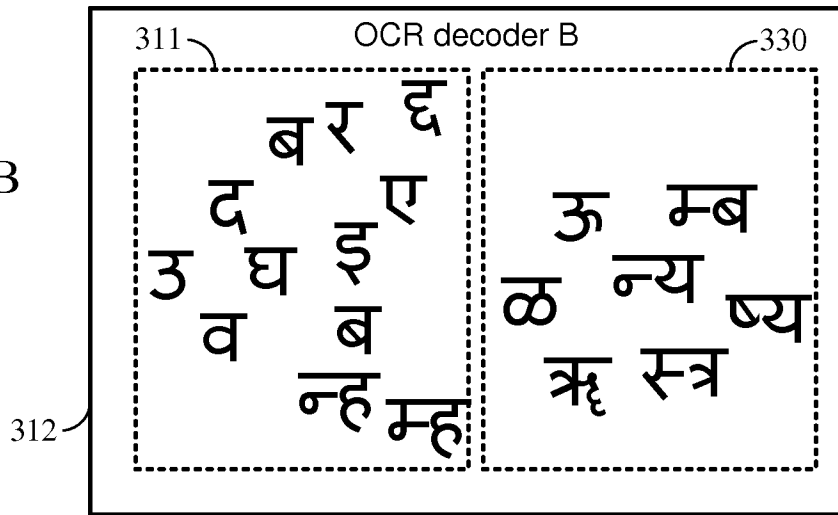 311 OCR decoder B 330
ब र द्द
B
द ए
उ घ इ
व ब
न्ह म्ह
ऊ म्ब
ळ न्य ष्य
ॠ स्त्र
312